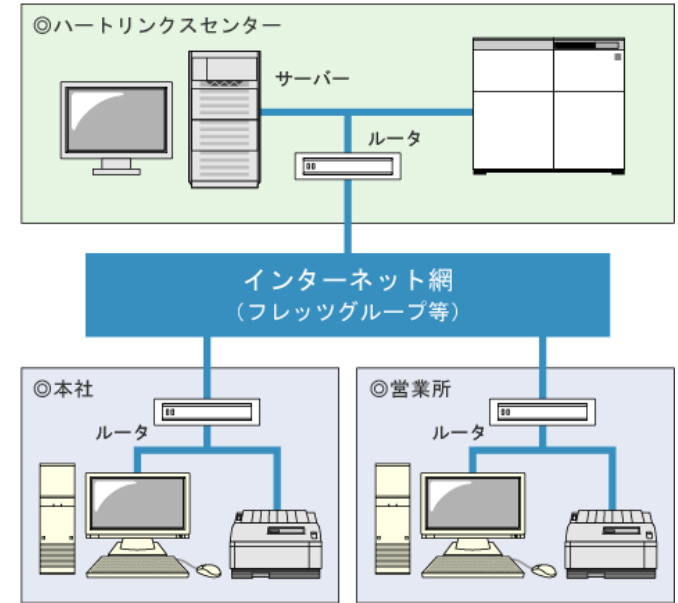 ◎ハートリンクスセンター
サーバー
ルータ
インターネット網
(フレッツグループ等)
◎本社
ルータ
◎営業所
ルータ